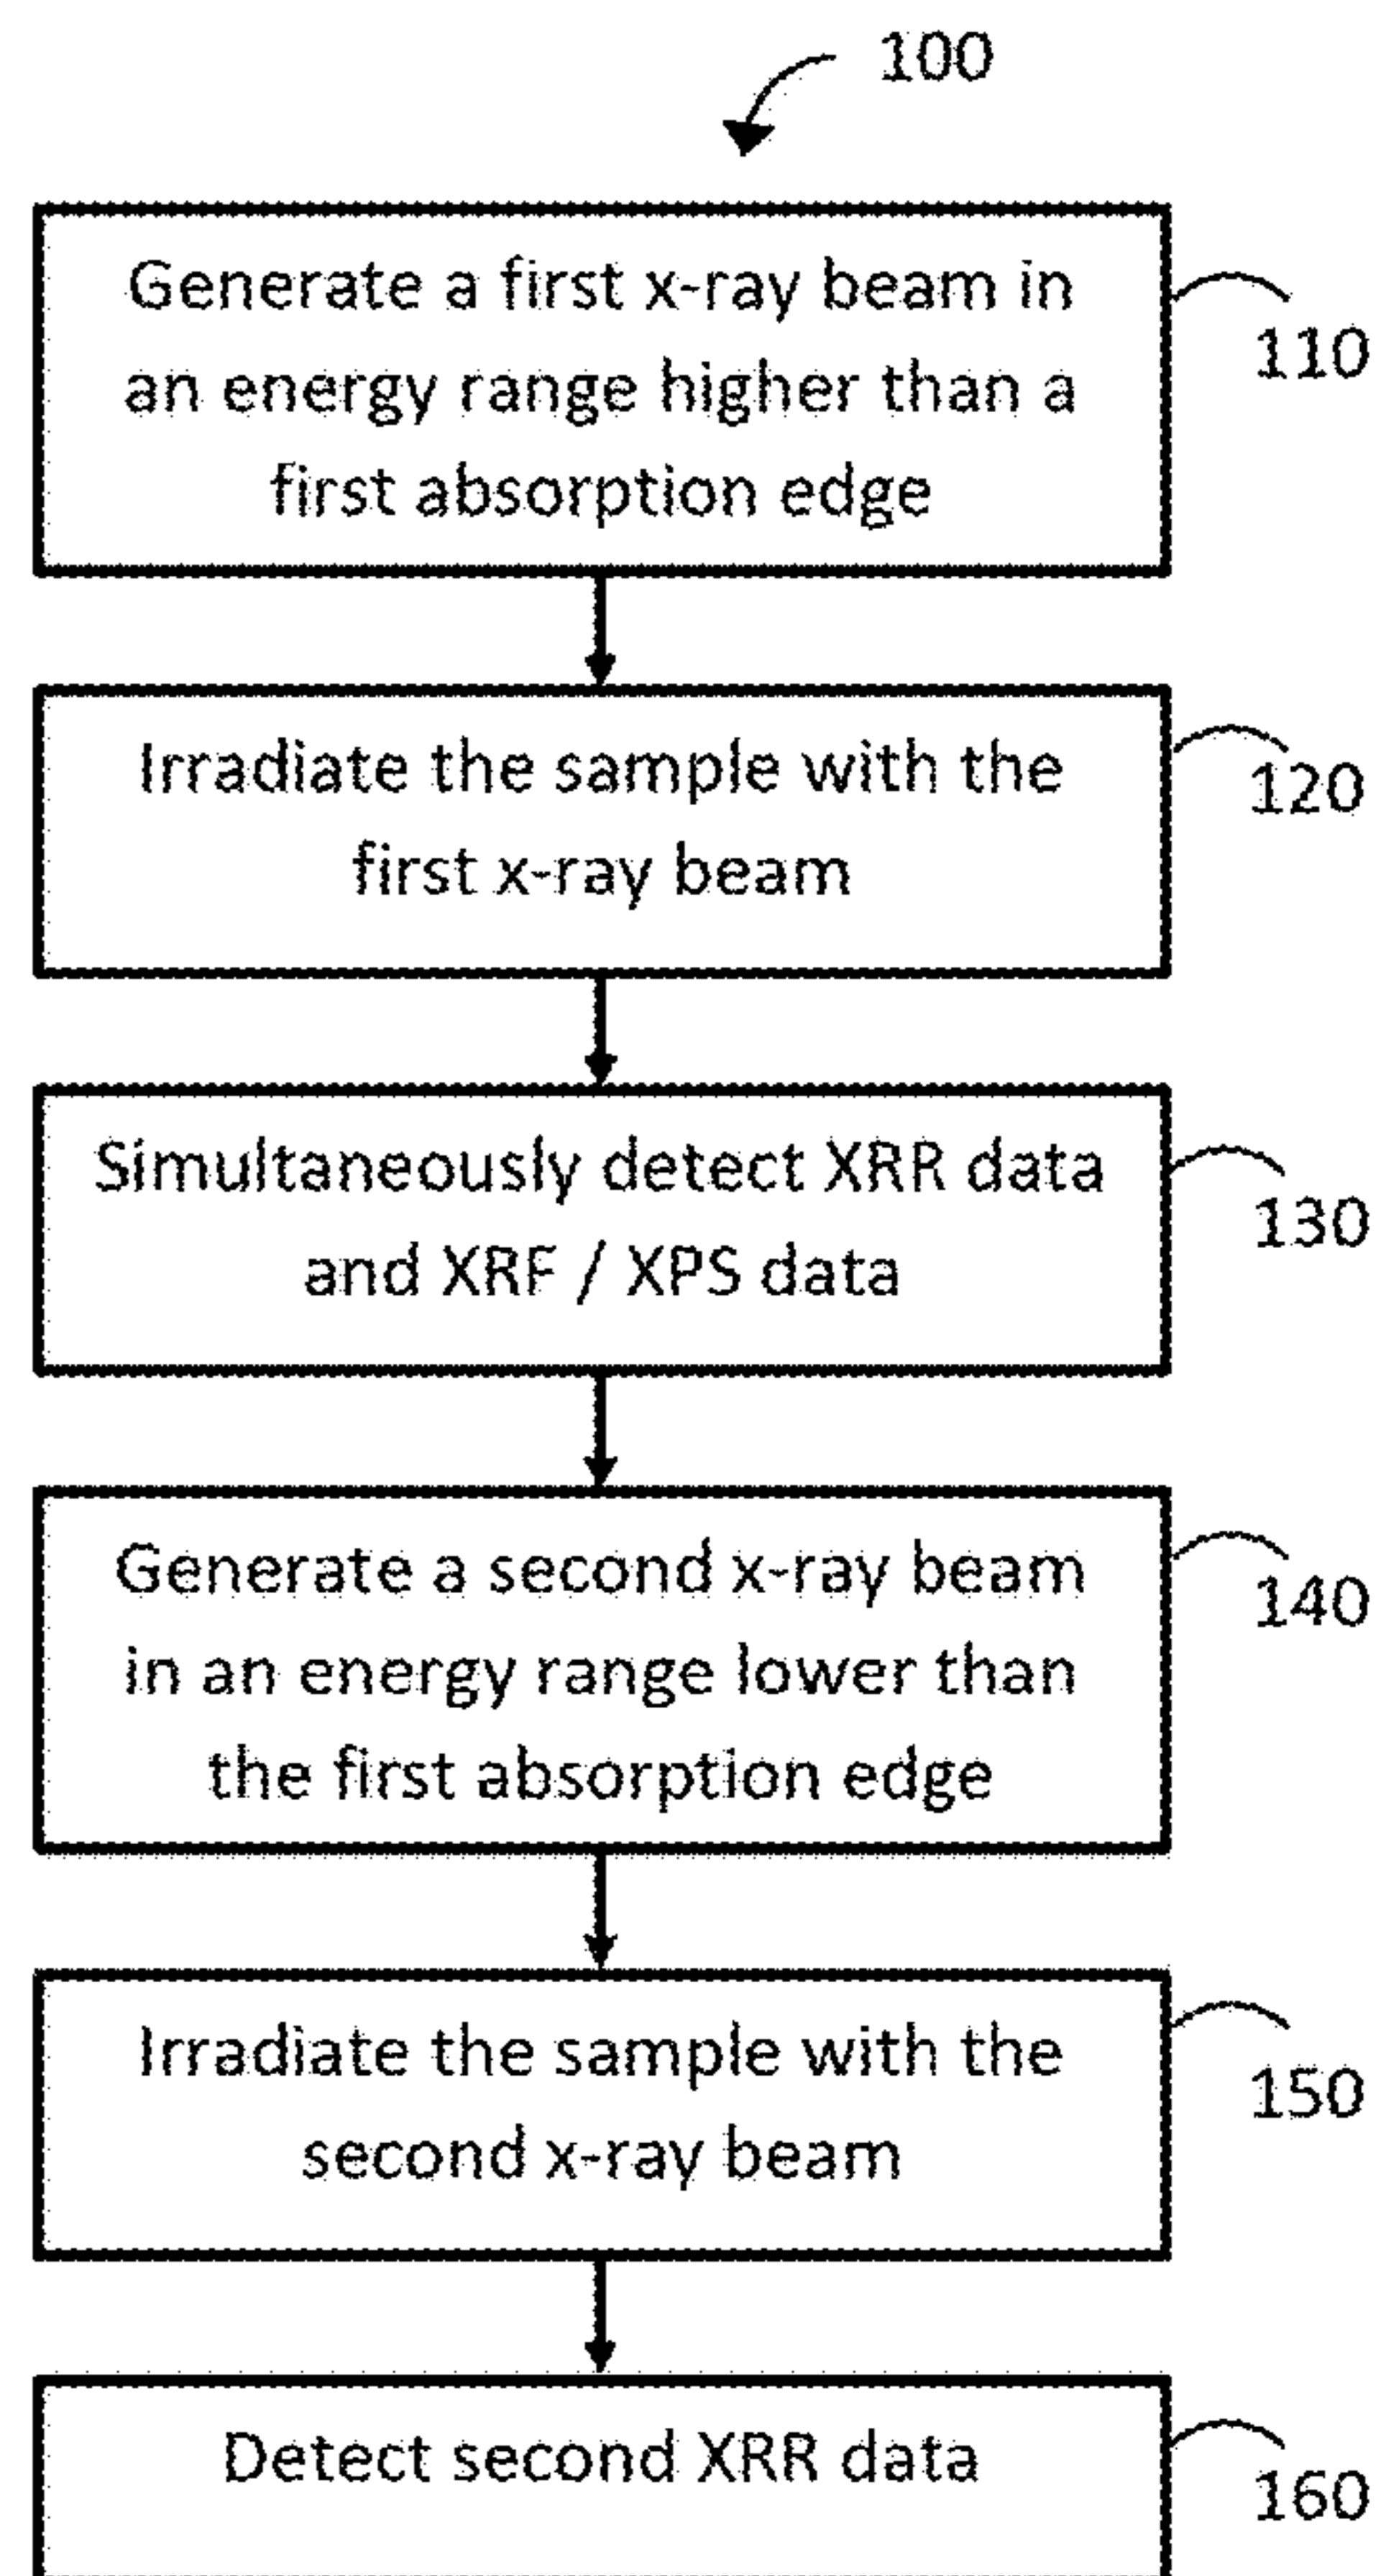 100
Generate a first x-ray beam in
an energy range higher than a
first absorption edge
110
Irradiate the sample with the
first x-ray beam
120
Simultaneously detect XRR data
and XRF / XPS data
130
Generate a second x-ray beam
in an energy range lower than
the first absorption edge
140
Irradiate the sample with the
second x-ray beam
150
Detect second XRR data
160